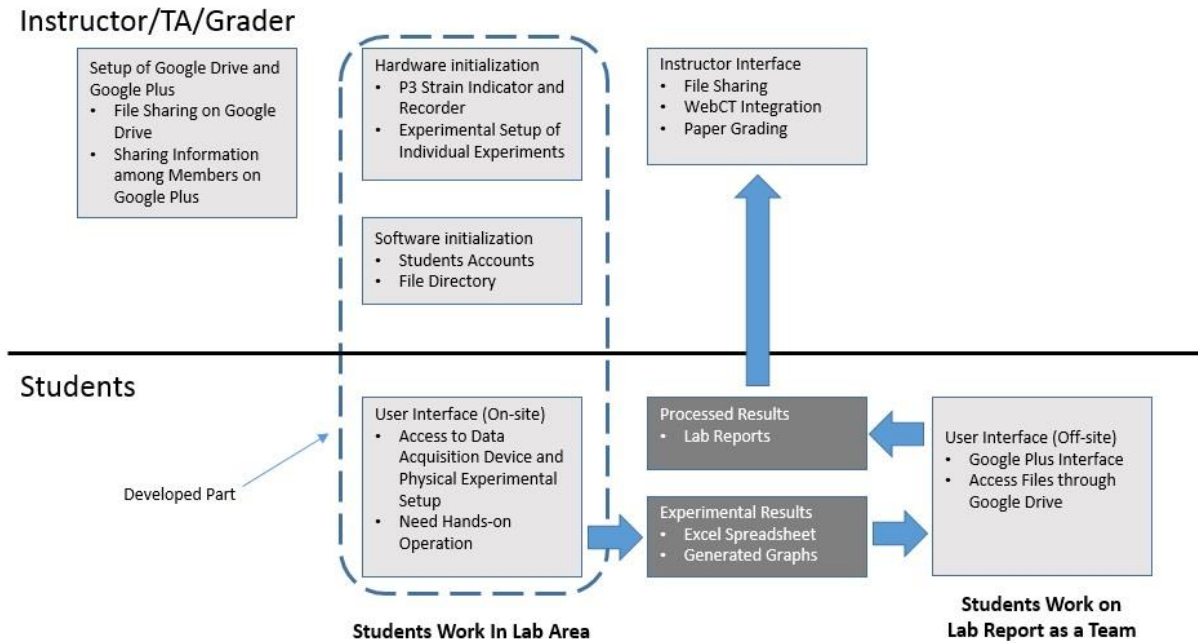 Instructor/TA/Grader
Setup of Google Drive and
Google Plus
• File Sharing on Google
Drive
• Sharing Information
among Members on
Google Plus
Hardware initialization
• P3 Strain Indicator and
Recorder
• Experimental Setup of
Individual Experiments
Instructor Interface
• File Sharing
• WebCT Integration
• Paper Grading
Software initialization
• Students Accounts
• File Directory
Students
Developed Part
User Interface (On-site)
• Access to Data
Acquisition Device and
Physical Experimental
Setup
• Need Hands-on
Operation
Processed Results
• Lab Reports
Experimental Results
• Excel Spreadsheet
• Generated Graphs
User Interface (Off-site)
• Google Plus Interface
• Access Files through
Google Drive
Students Work In Lab Area
Students Work on
Lab Report as a Team